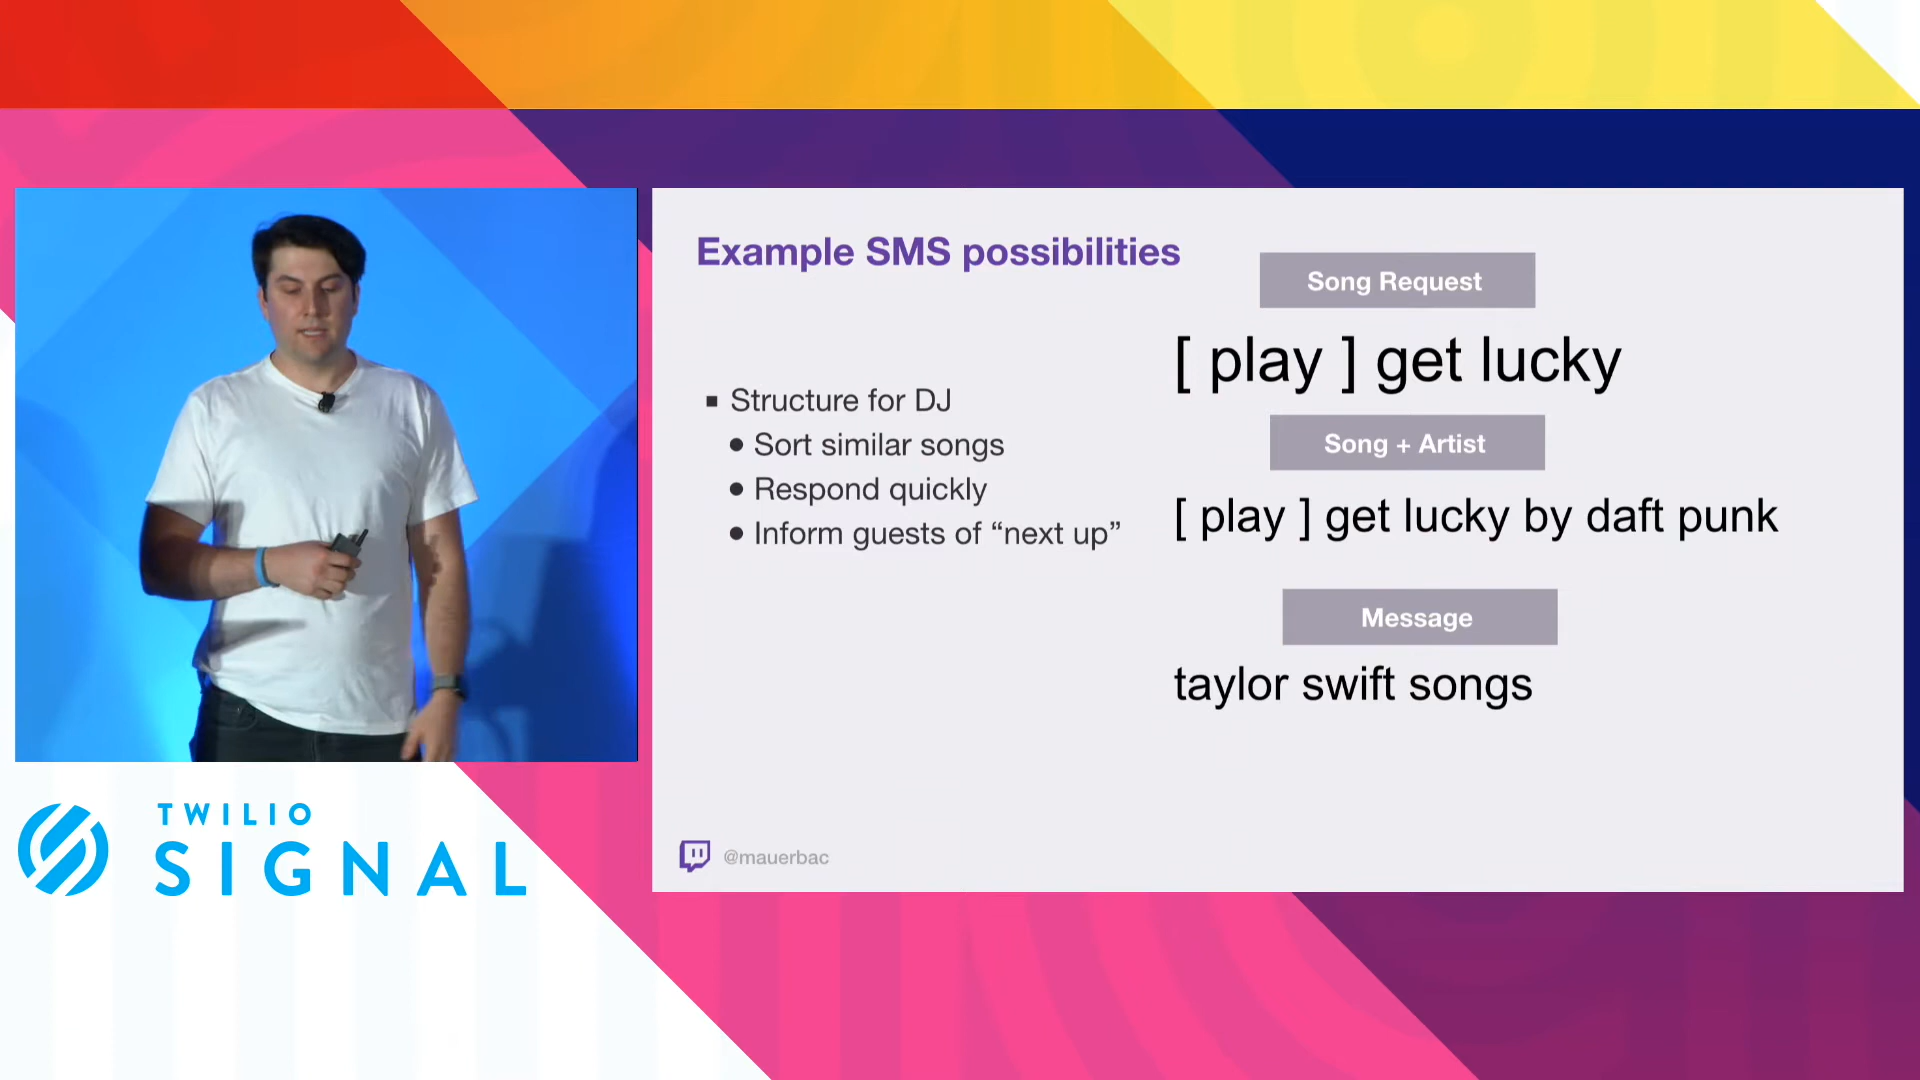 Example SMS possibilities
Structure for DJ
Sort similar songs
Respond quickly
Inform guests of “next up”
Song Request
[ play ] get lucky
Song + Artist
[ play ] get lucky by daft punk
Message
taylor swift songs
@mauerbac
TWILIO
SIGNAL